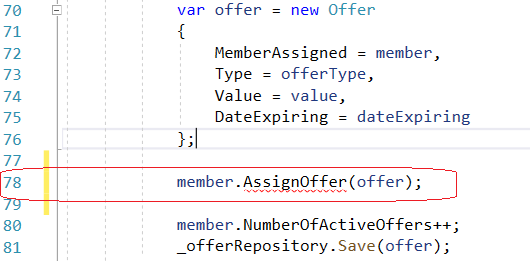 70 var offer = new Offer
71 {
72 MemberAssigned = member,
73 Type = offerType,
74 Value = value,
75 DateExpiring = dateExpiring
76 };
77
78 member.AssignOffer(offer);
79
80 member.NumberOfActiveOffers++;
81 _offerRepository.Save(offer);